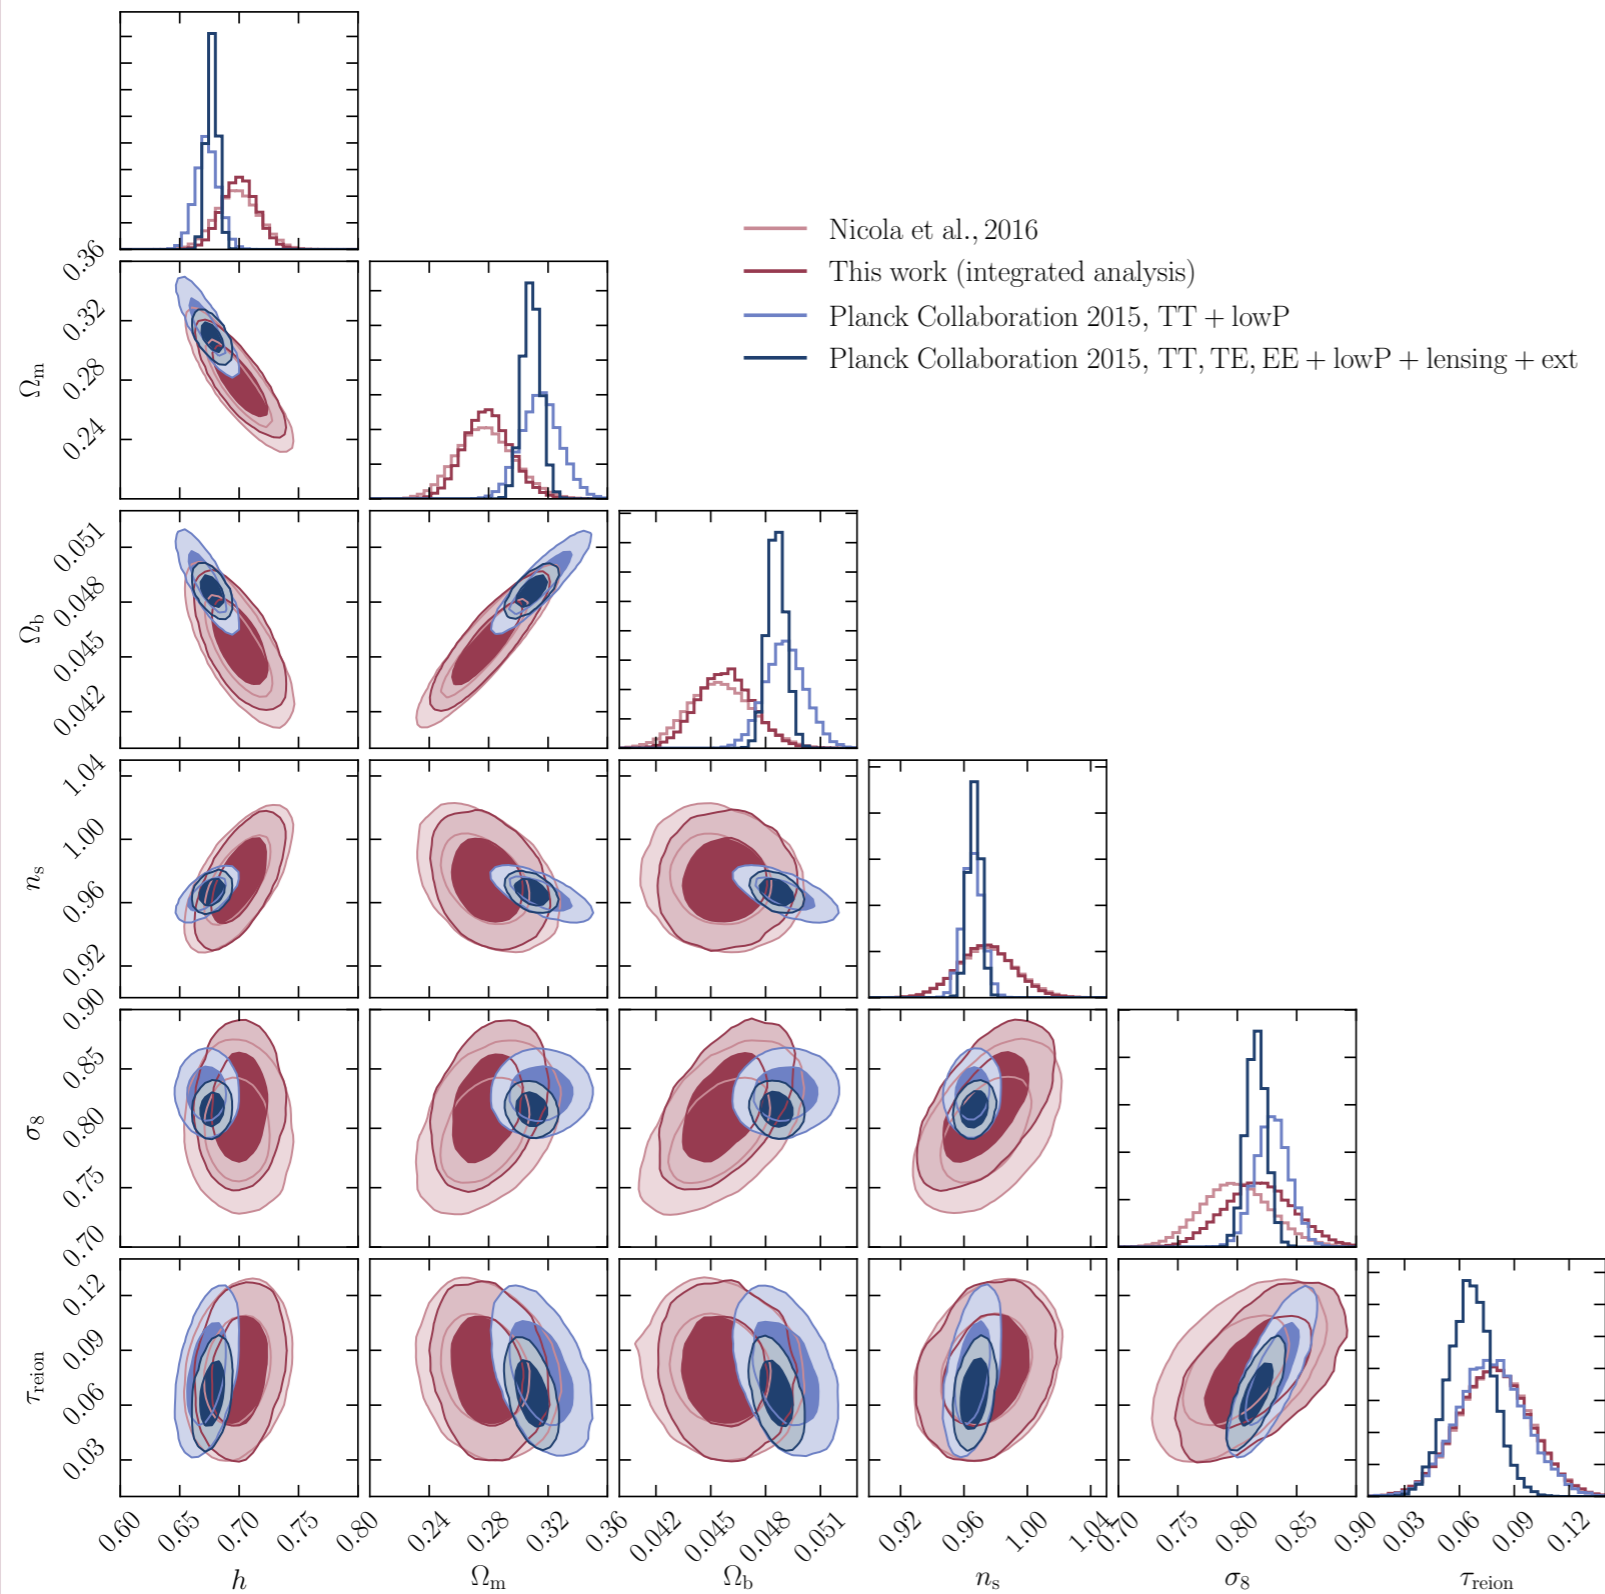 Nicola et al., 2016
This work (integrated analysis)
Planck Collaboration 2015, TT + lowP
Planck Collaboration 2015, TT, TE, EE + lowP + lensing + ext
0.36
0.32
0.28
0.24
Ωm
0.051
0.048
0.045
0.042
Ωb
1.04
1.00
0.96
0.92
ns
0.90
0.85
0.80
0.75
0.70
σ8
0.12
0.09
0.06
0.03
τreion
0.60 0.65 0.70 0.75 0.80 0.24 0.28 0.32 0.36 0.042 0.045 0.048 0.051 0.92 0.96 1.00 1.04 0.70 0.75 0.80 0.85 0.90 0.03 0.06 0.09 0.12
h Ωm Ωb ns σ8 τreion